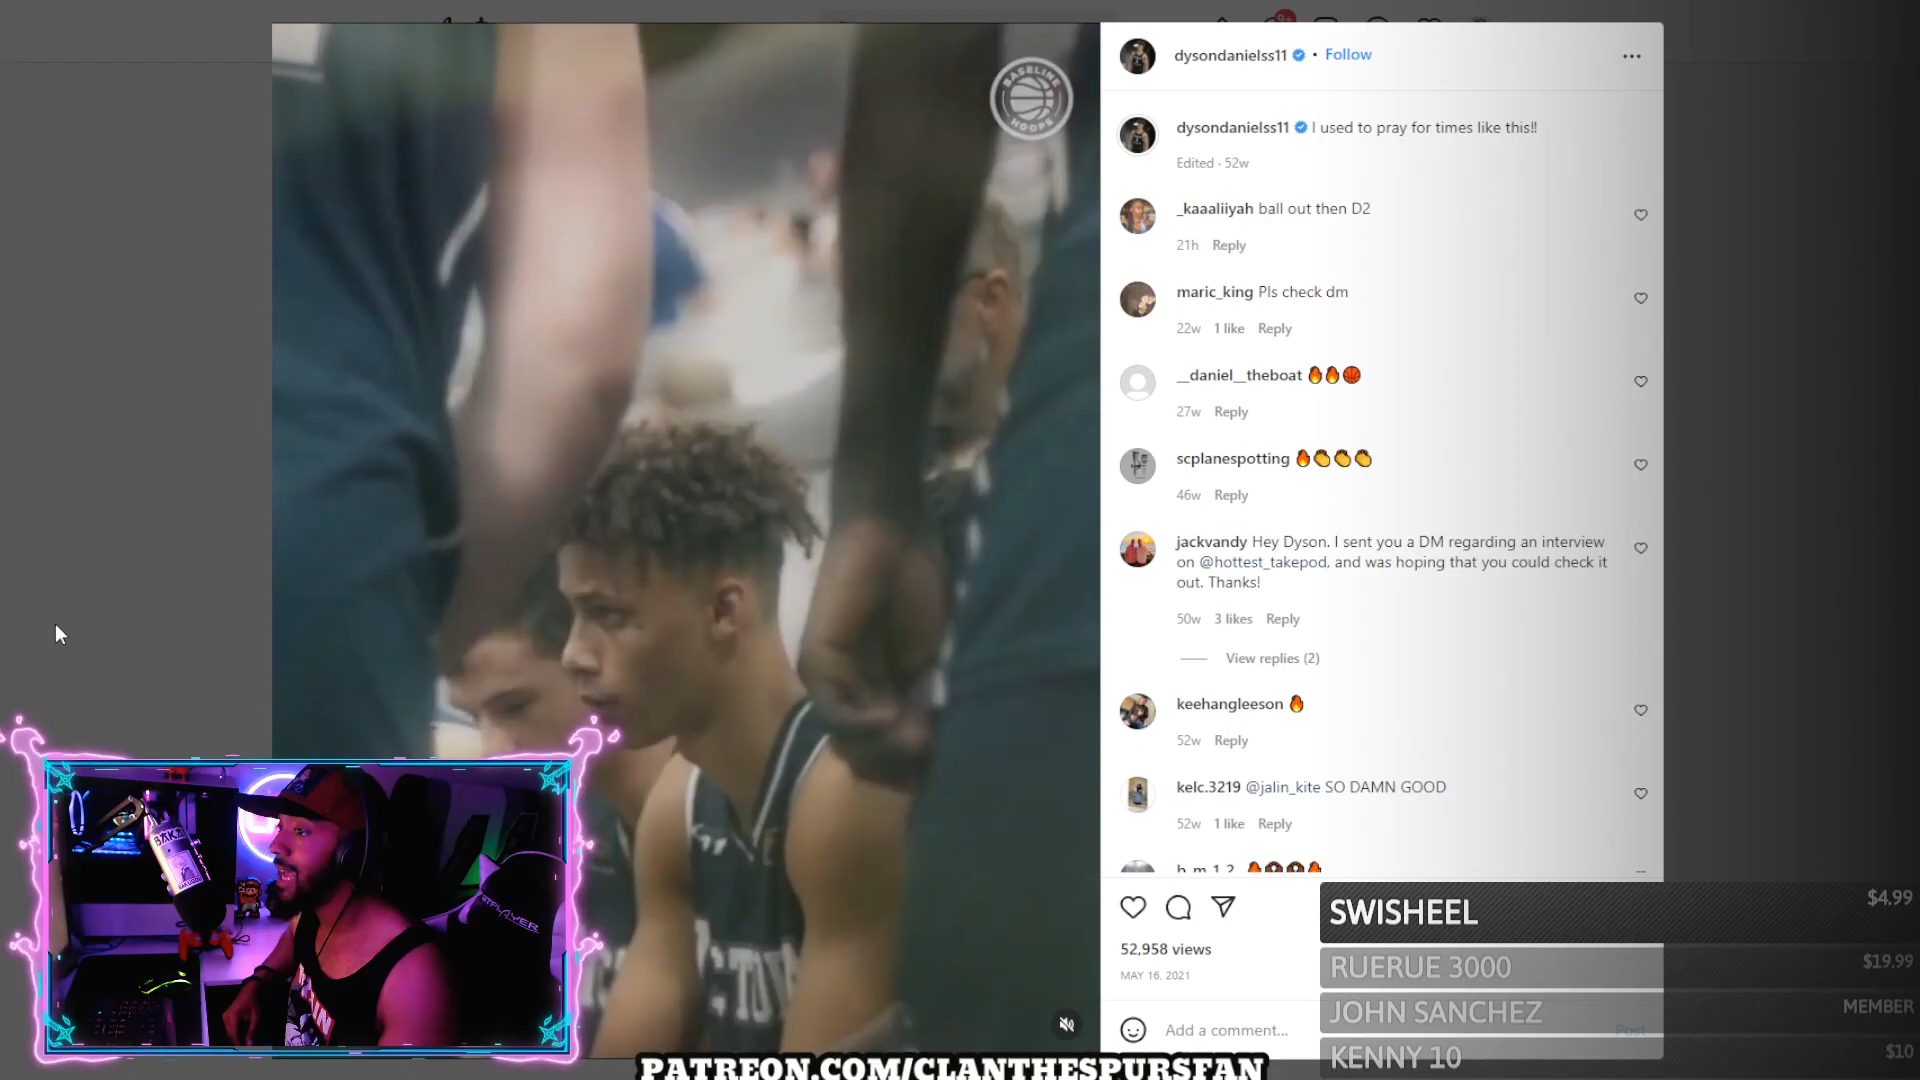 9+
BASELINE
HOOPS
dysondanielss11 • Follow
dysondanielss11 I used to pray for times like this!!
Edited · 52w
_kaaaliiyah ball out then D2
21h Reply
maric_king Pls check dm
22w 1 like Reply
__daniel__theboat 🔥🔥🏀
27w Reply
scplanespotting 🔥👏👏👏
46w Reply
jackvandy Hey Dyson. I sent you a DM regarding an interview
on @hottest_takepod, and was hoping that you could check it
out. Thanks!
50w 3 likes Reply
View replies (2)
keehangleeson 🔥
52w Reply
kelc.3219 @jalin_kite SO DAMN GOOD
52w 1 like Reply
52,958 views
MAY 16, 2021
Add a comment...
Post
SWISHEEL $4.99
RUERUE 3000 $19.99
JOHN SANCHEZ MEMBER
KENNY 10 $10
PATREON.COM/CLANTHESPURSFAN